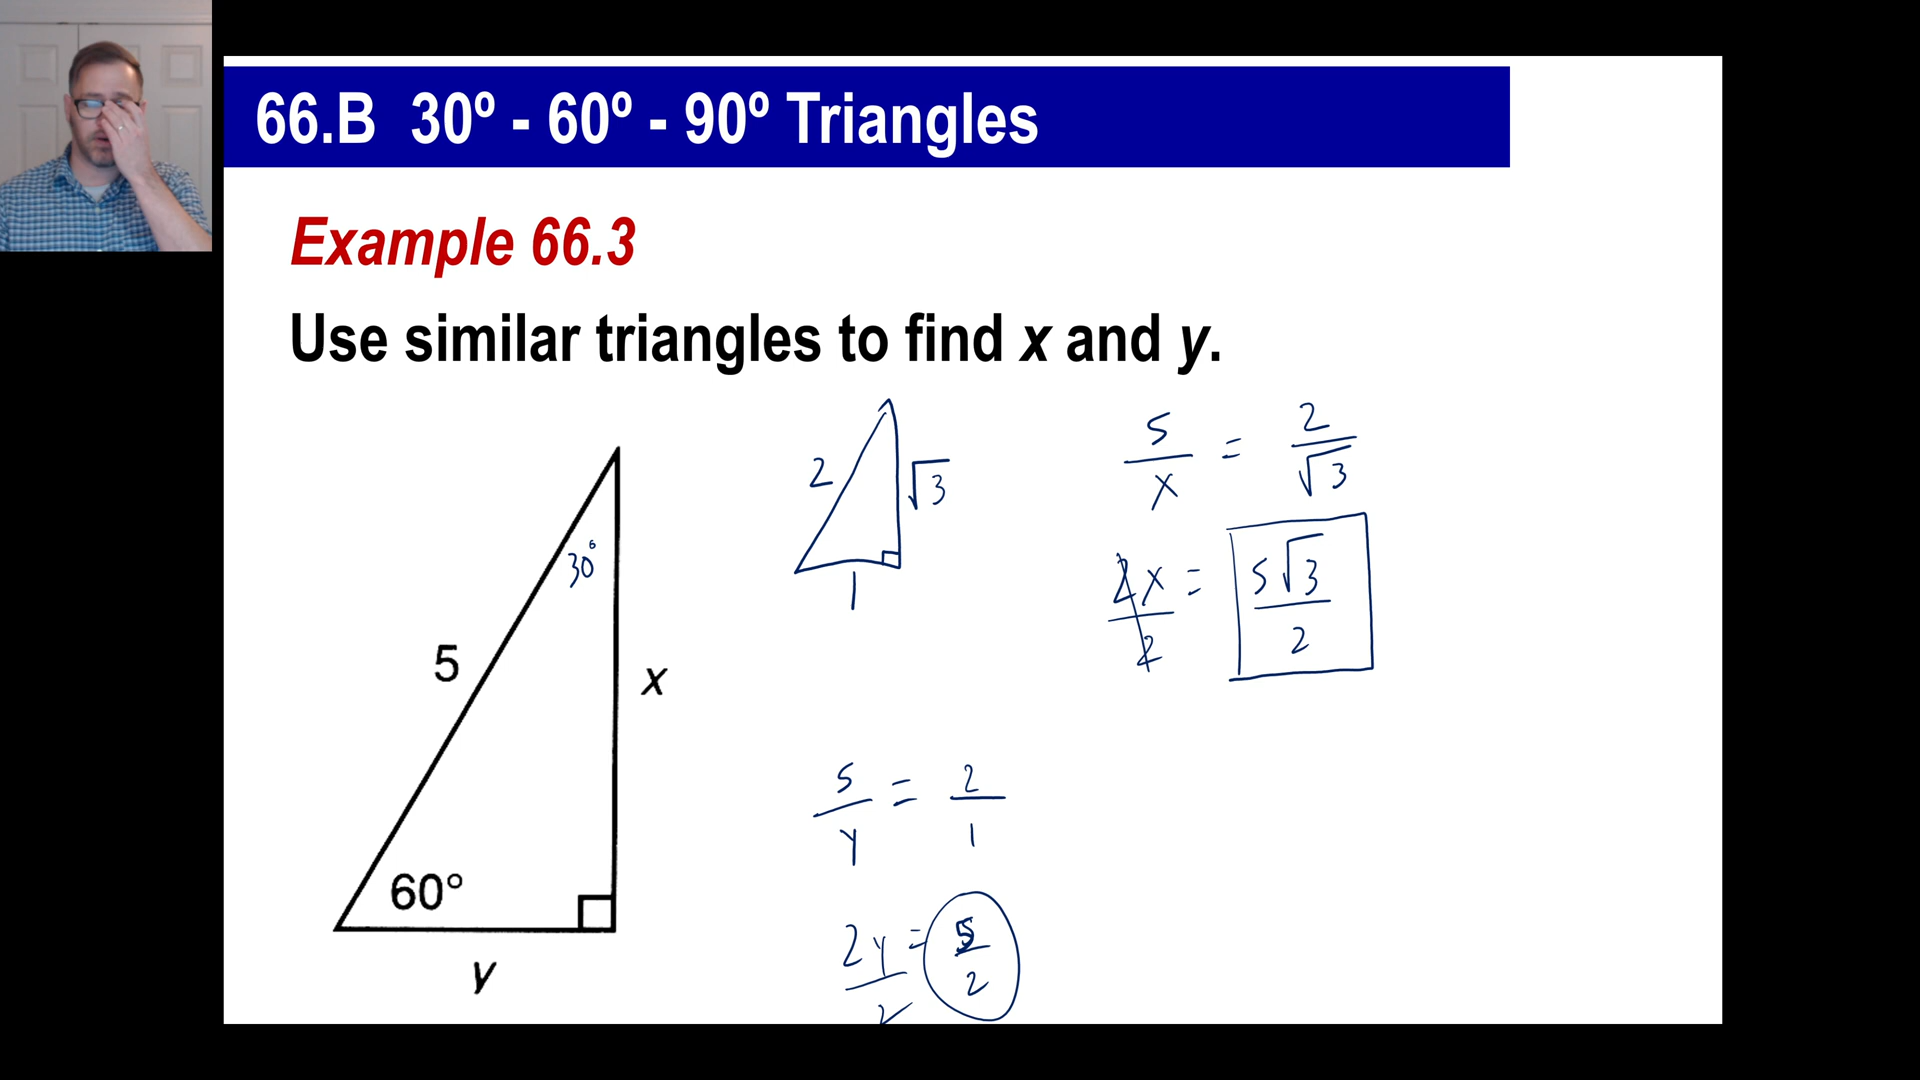 66.B 30º - 60º - 90º Triangles
Example 66.3
Use similar triangles to find x and y.
30°
5
x
60°
y
2
√3
1
5/x = 2/√3
2x/2 = 5√3/2
5/y = 2/1
2y/2 = 5/2